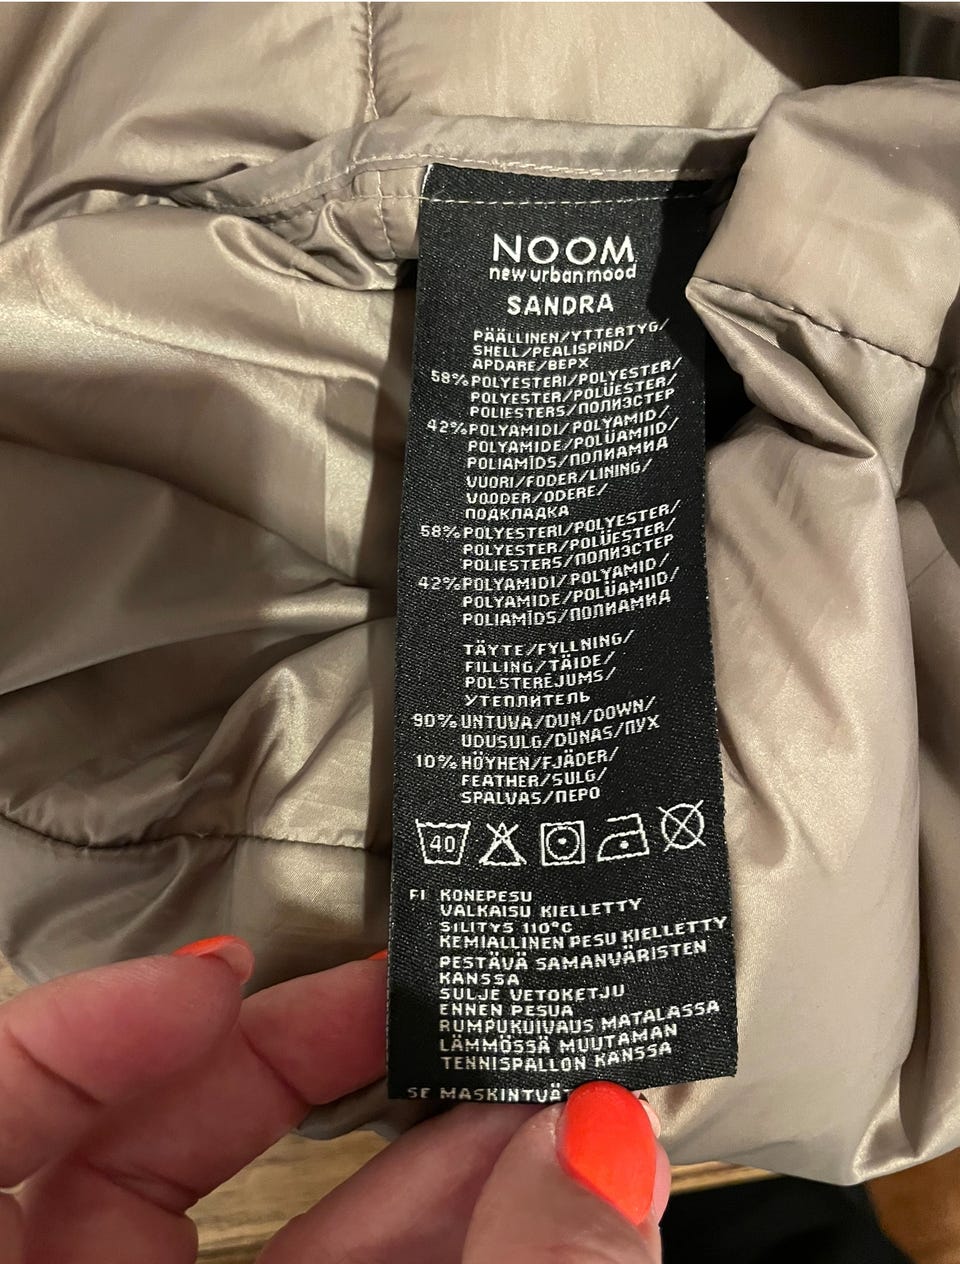 NOOM
new urban mood
SANDRA
PÄÄLLINEN/YTTERTYG/
SHELL/PEALISPIND/
APDARE/ВЕРХ
58% POLYESTERI/POLYESTER/
POLYESTER/POLÜESTER/
POLIESTERS/ПОЛИЭСТЕР
42% POLYAMIDI/POLYAMID/
POLYAMIDE/POLÜAMIID/
POLIAMĪDS/ПОЛИАМИД
VUORI/FODER/LINING/
VOODER/ODERE/
ПОДКЛАДКА
58% POLYESTERI/POLYESTER/
POLYESTER/POLÜESTER/
POLIESTERS/ПОЛИЭСТЕР
42% POLYAMIDI/POLYAMID/
POLYAMIDE/POLÜAMIID/
POLIAMĪDS/ПОЛИАМИД
TÄYTE/FYLLNING/
FILLING/TÄIDE/
POLSTERĒJUMS/
УТЕПЛИТЕЛЬ
90% UNTUVA/DUN/DOWN/
UDUSULG/DŪNAS/ПУХ
10% HÖYHEN/FJÄDER/
FEATHER/SULG/
SPALVAS/ПЕРО
40
FI KONEPESU
VALKAISU KIELLETTY
SILITYS 110°C
KEMIALLINEN PESU KIELLETTY
PESTÄVÄ SAMANVÄRISTEN
KANSSA
SULJE VETOKETJU
ENNEN PESUA
RUMPUKUIVAUS MATALASSA
LÄMMÖSSÄ MUUTAMAN
TENNISPALLON KANSSA
SE MASKINTVÄT